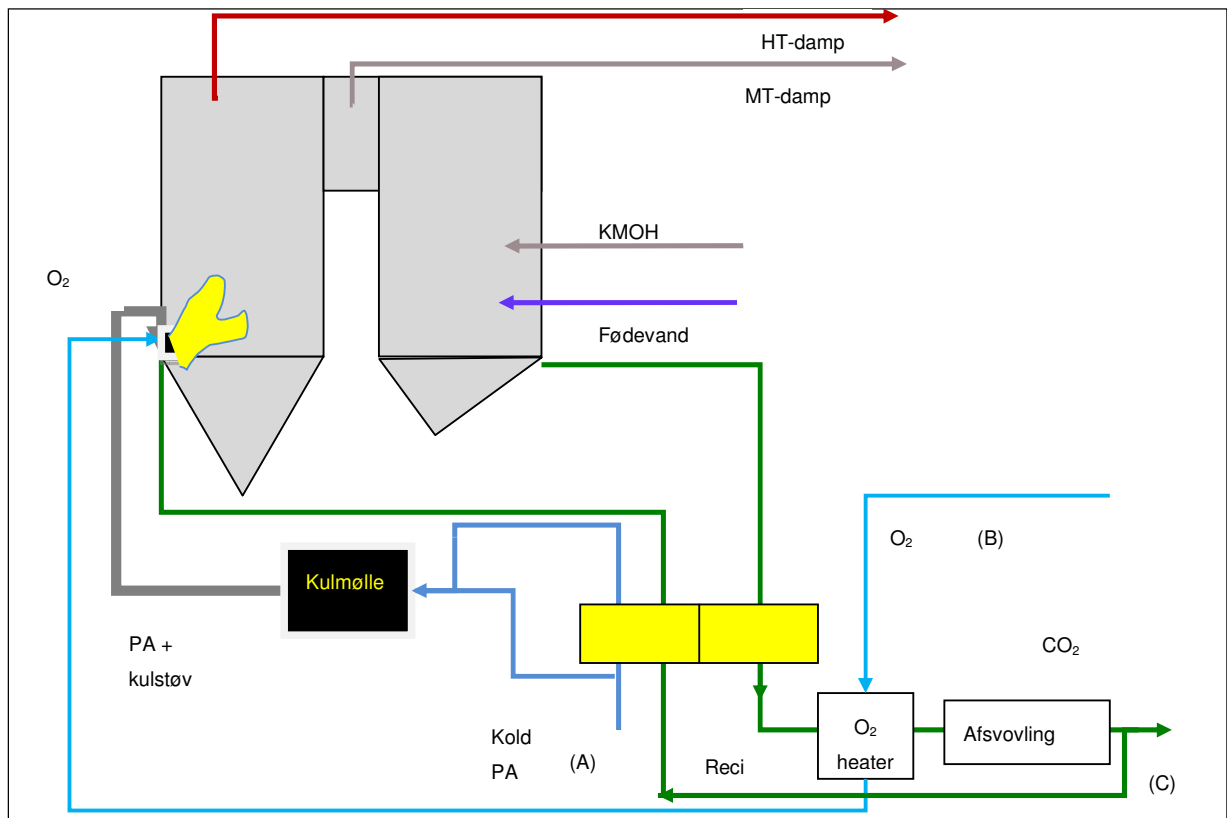 HT-damp
MT-damp
KMOH
O₂
Fødevand
O₂
(B)
Kulmølle
PA +
kulstøv
CO₂
O₂
heater
Afsvovling
Kold
PA
(A)
Reci
(C)